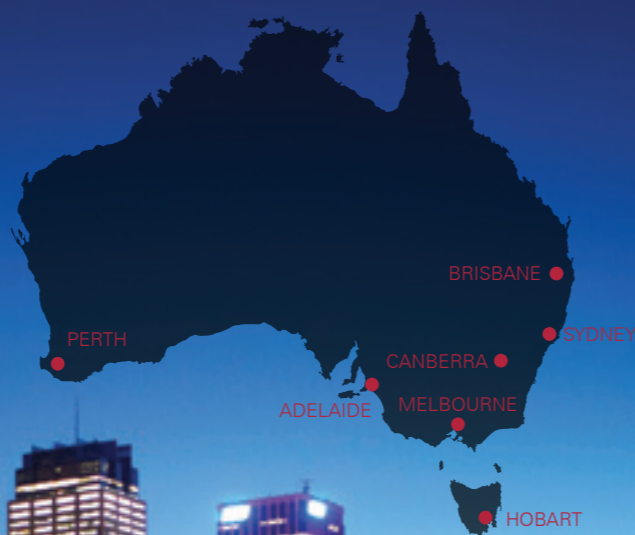 BRISBANE
SYDNEY
PERTH
CANBERRA
MELBOURNE
ADELAIDE
HOBART